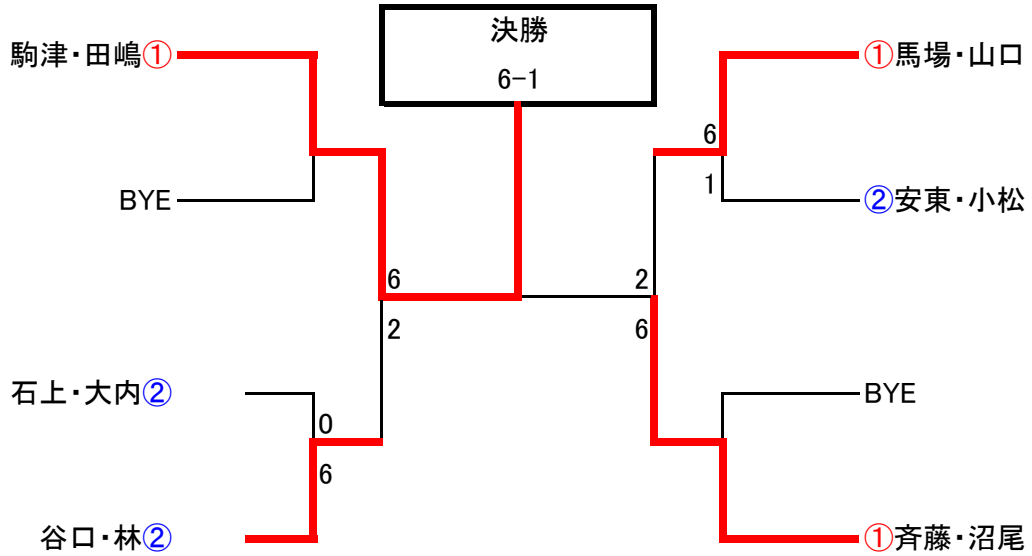 決勝
6-1
駒津・田嶋①
①馬場・山口
6
1
BYE
②安東・小松
6
2
2
6
石上・大内②
BYE
0
6
谷口・林②
①斉藤・沼尾